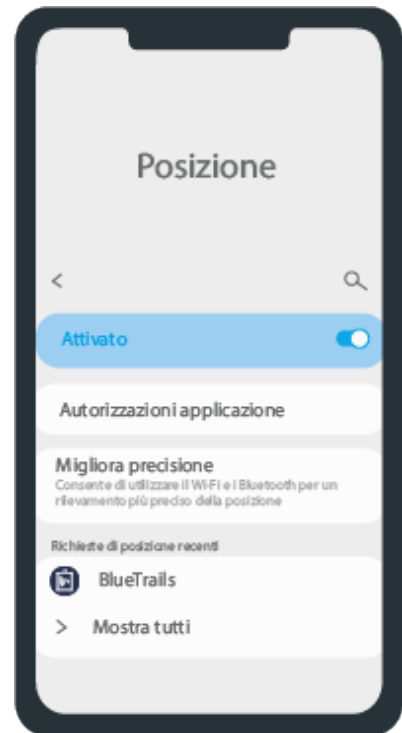 Posizione
Attivato
Autorizzazioni applicazione
Migliora precisione
Consente di utilizzare il Wi-Fi e i Bluetooth per un
rilevamento più preciso della posizione
Richieste di posizione recenti
BlueTrails
Mostra tutti